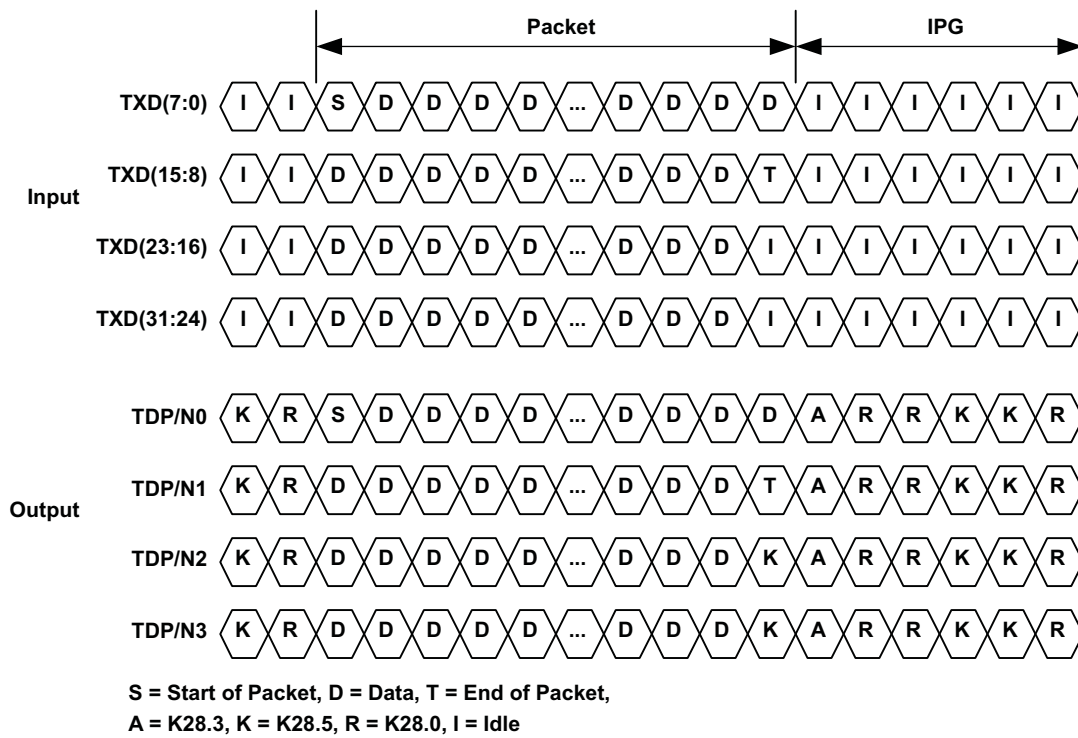 Packet IPG
TXD(7:0) I I S D D D D ... D D D D I I I I I I
Input
TXD(15:8) I I D D D D D ... D D D T I I I I I I
TXD(23:16) I I D D D D D ... D D D I I I I I I I
TXD(31:24) I I D D D D D ... D D D I I I I I I I
TDP/N0 K R S D D D D ... D D D D A R R K K R
Output
TDP/N1 K R D D D D D ... D D D T A R R K K R
TDP/N2 K R D D D D D ... D D D K A R R K K R
TDP/N3 K R D D D D D ... D D D K A R R K K R
S = Start of Packet, D = Data, T = End of Packet,
A = K28.3, K = K28.5, R = K28.0, I = Idle